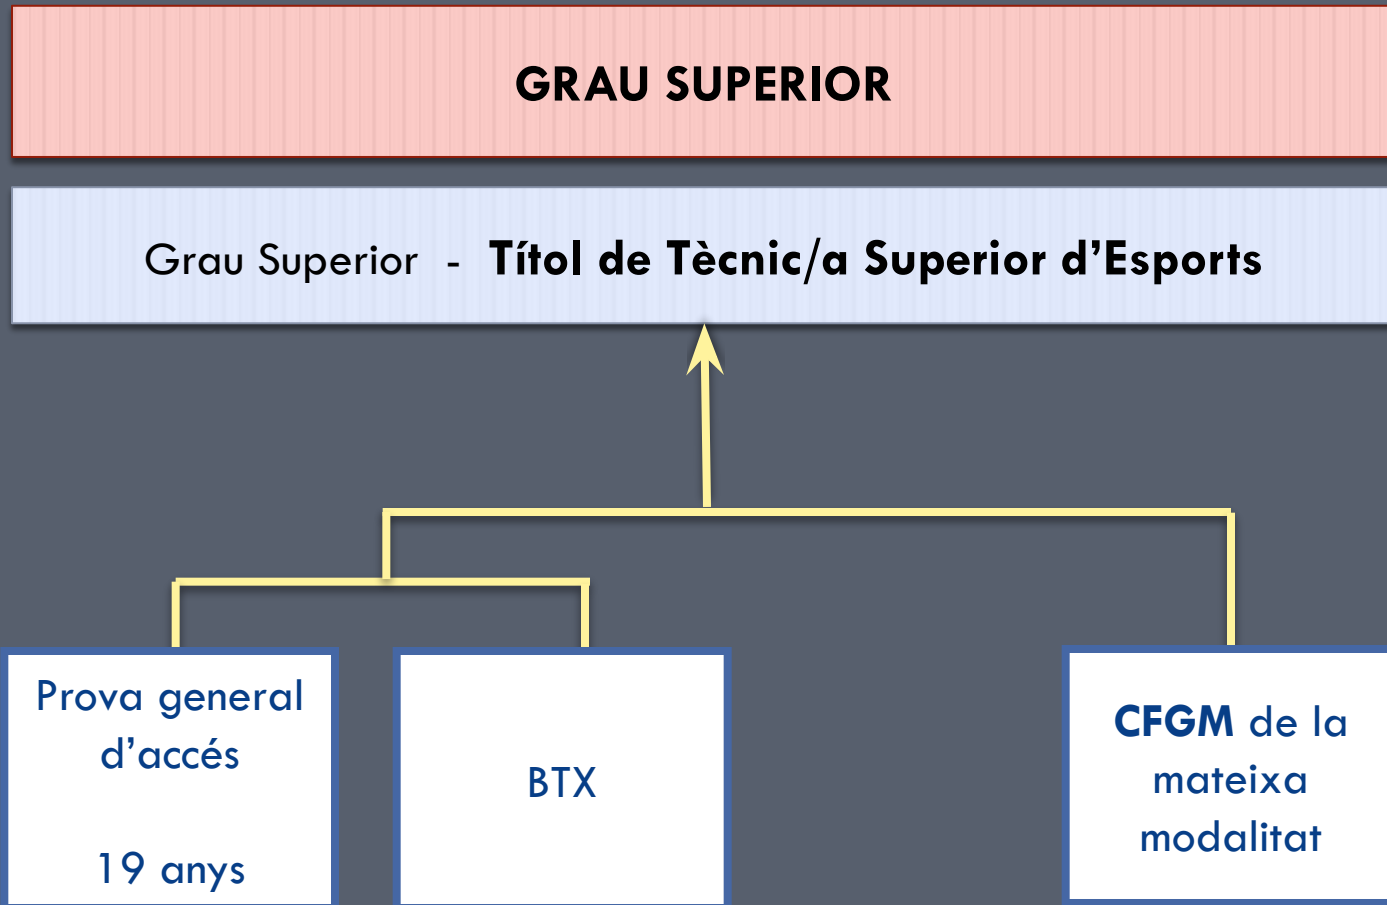 GRAU SUPERIOR
Grau Superior - Títol de Tècnic/a Superior d’Esports
Prova general
d’accés
19 anys
BTX
CFGM de la
mateixa
modalitat